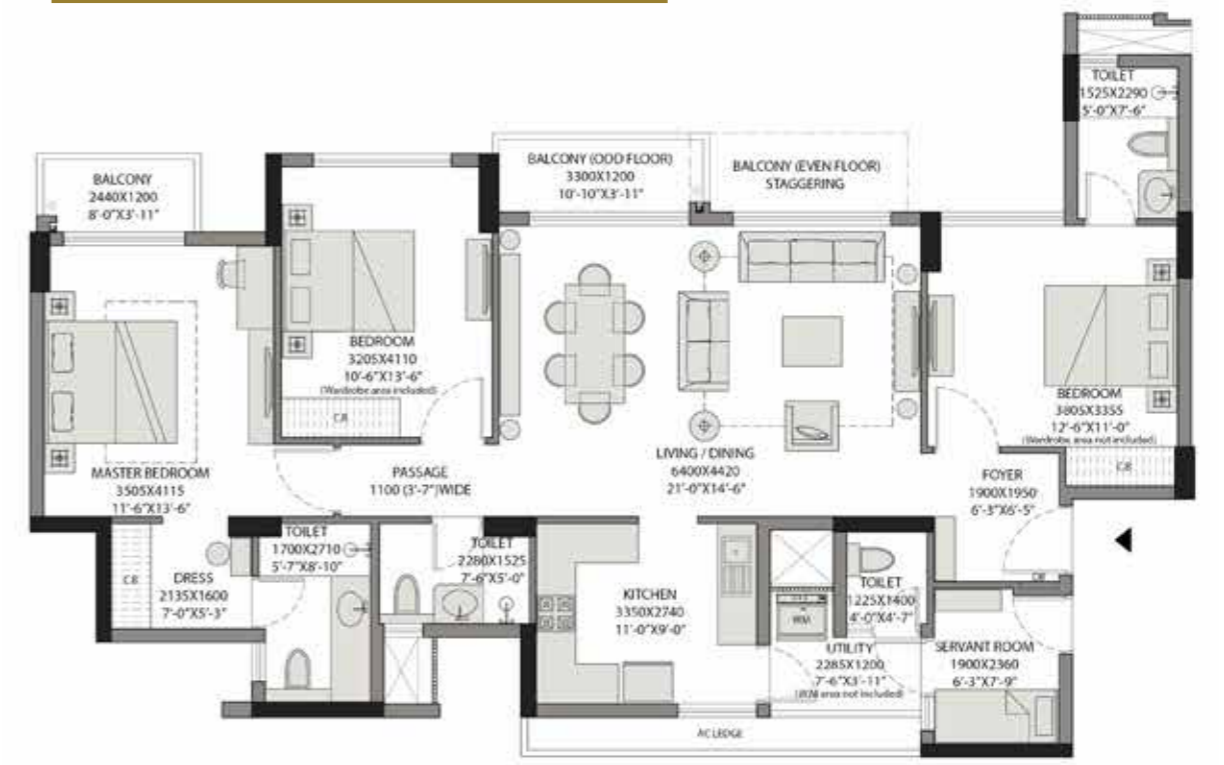 TOILET
1525X2290
5'-0"X7'-6"
BALCONY
2440X1200
8'-0"X3'-11"
BALCONY (ODD FLOOR)
3300X1200
10'-10"X3'-11"
BALCONY (EVEN FLOOR)
STAGGERING
BEDROOM
3205X4110
10'-6"X13'-6"
(Wardrobe area included)
C.B
BEDROOM
3805X3355
12'-6"X11'-0"
(Wardrobe area not included)
C.B
MASTER BEDROOM
3505X4115
11'-6"X13'-6"
PASSAGE
1100 (3'-7") WIDE
LIVING / DINING
6400X4420
21'-0"X14'-6"
FOYER
1900X1950
6'-3"X6'-5"
DB
C.B
DRESS
2135X1600
7'-0"X5'-3"
TOILET
1700X2710
5'-7"X8'-10"
TOILET
2280X1525
7'-6"X5'-0"
KITCHEN
3350X2740
11'-0"X9'-0"
WM
TOILET
1225X1400
4'-0"X4'-7"
UTILITY
2285X1200
7'-6"X3'-11"
(WM area not included)
SERVANT ROOM
1900X2360
6'-3"X7'-9"
AC LEDGE